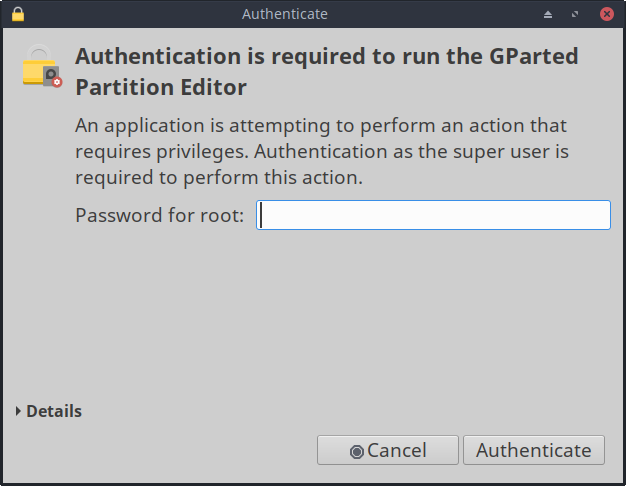 Authenticate
Authentication is required to run the GParted
Partition Editor
An application is attempting to perform an action that
requires privileges. Authentication as the super user is
required to perform this action.
Password for root:
Details
Cancel
Authenticate